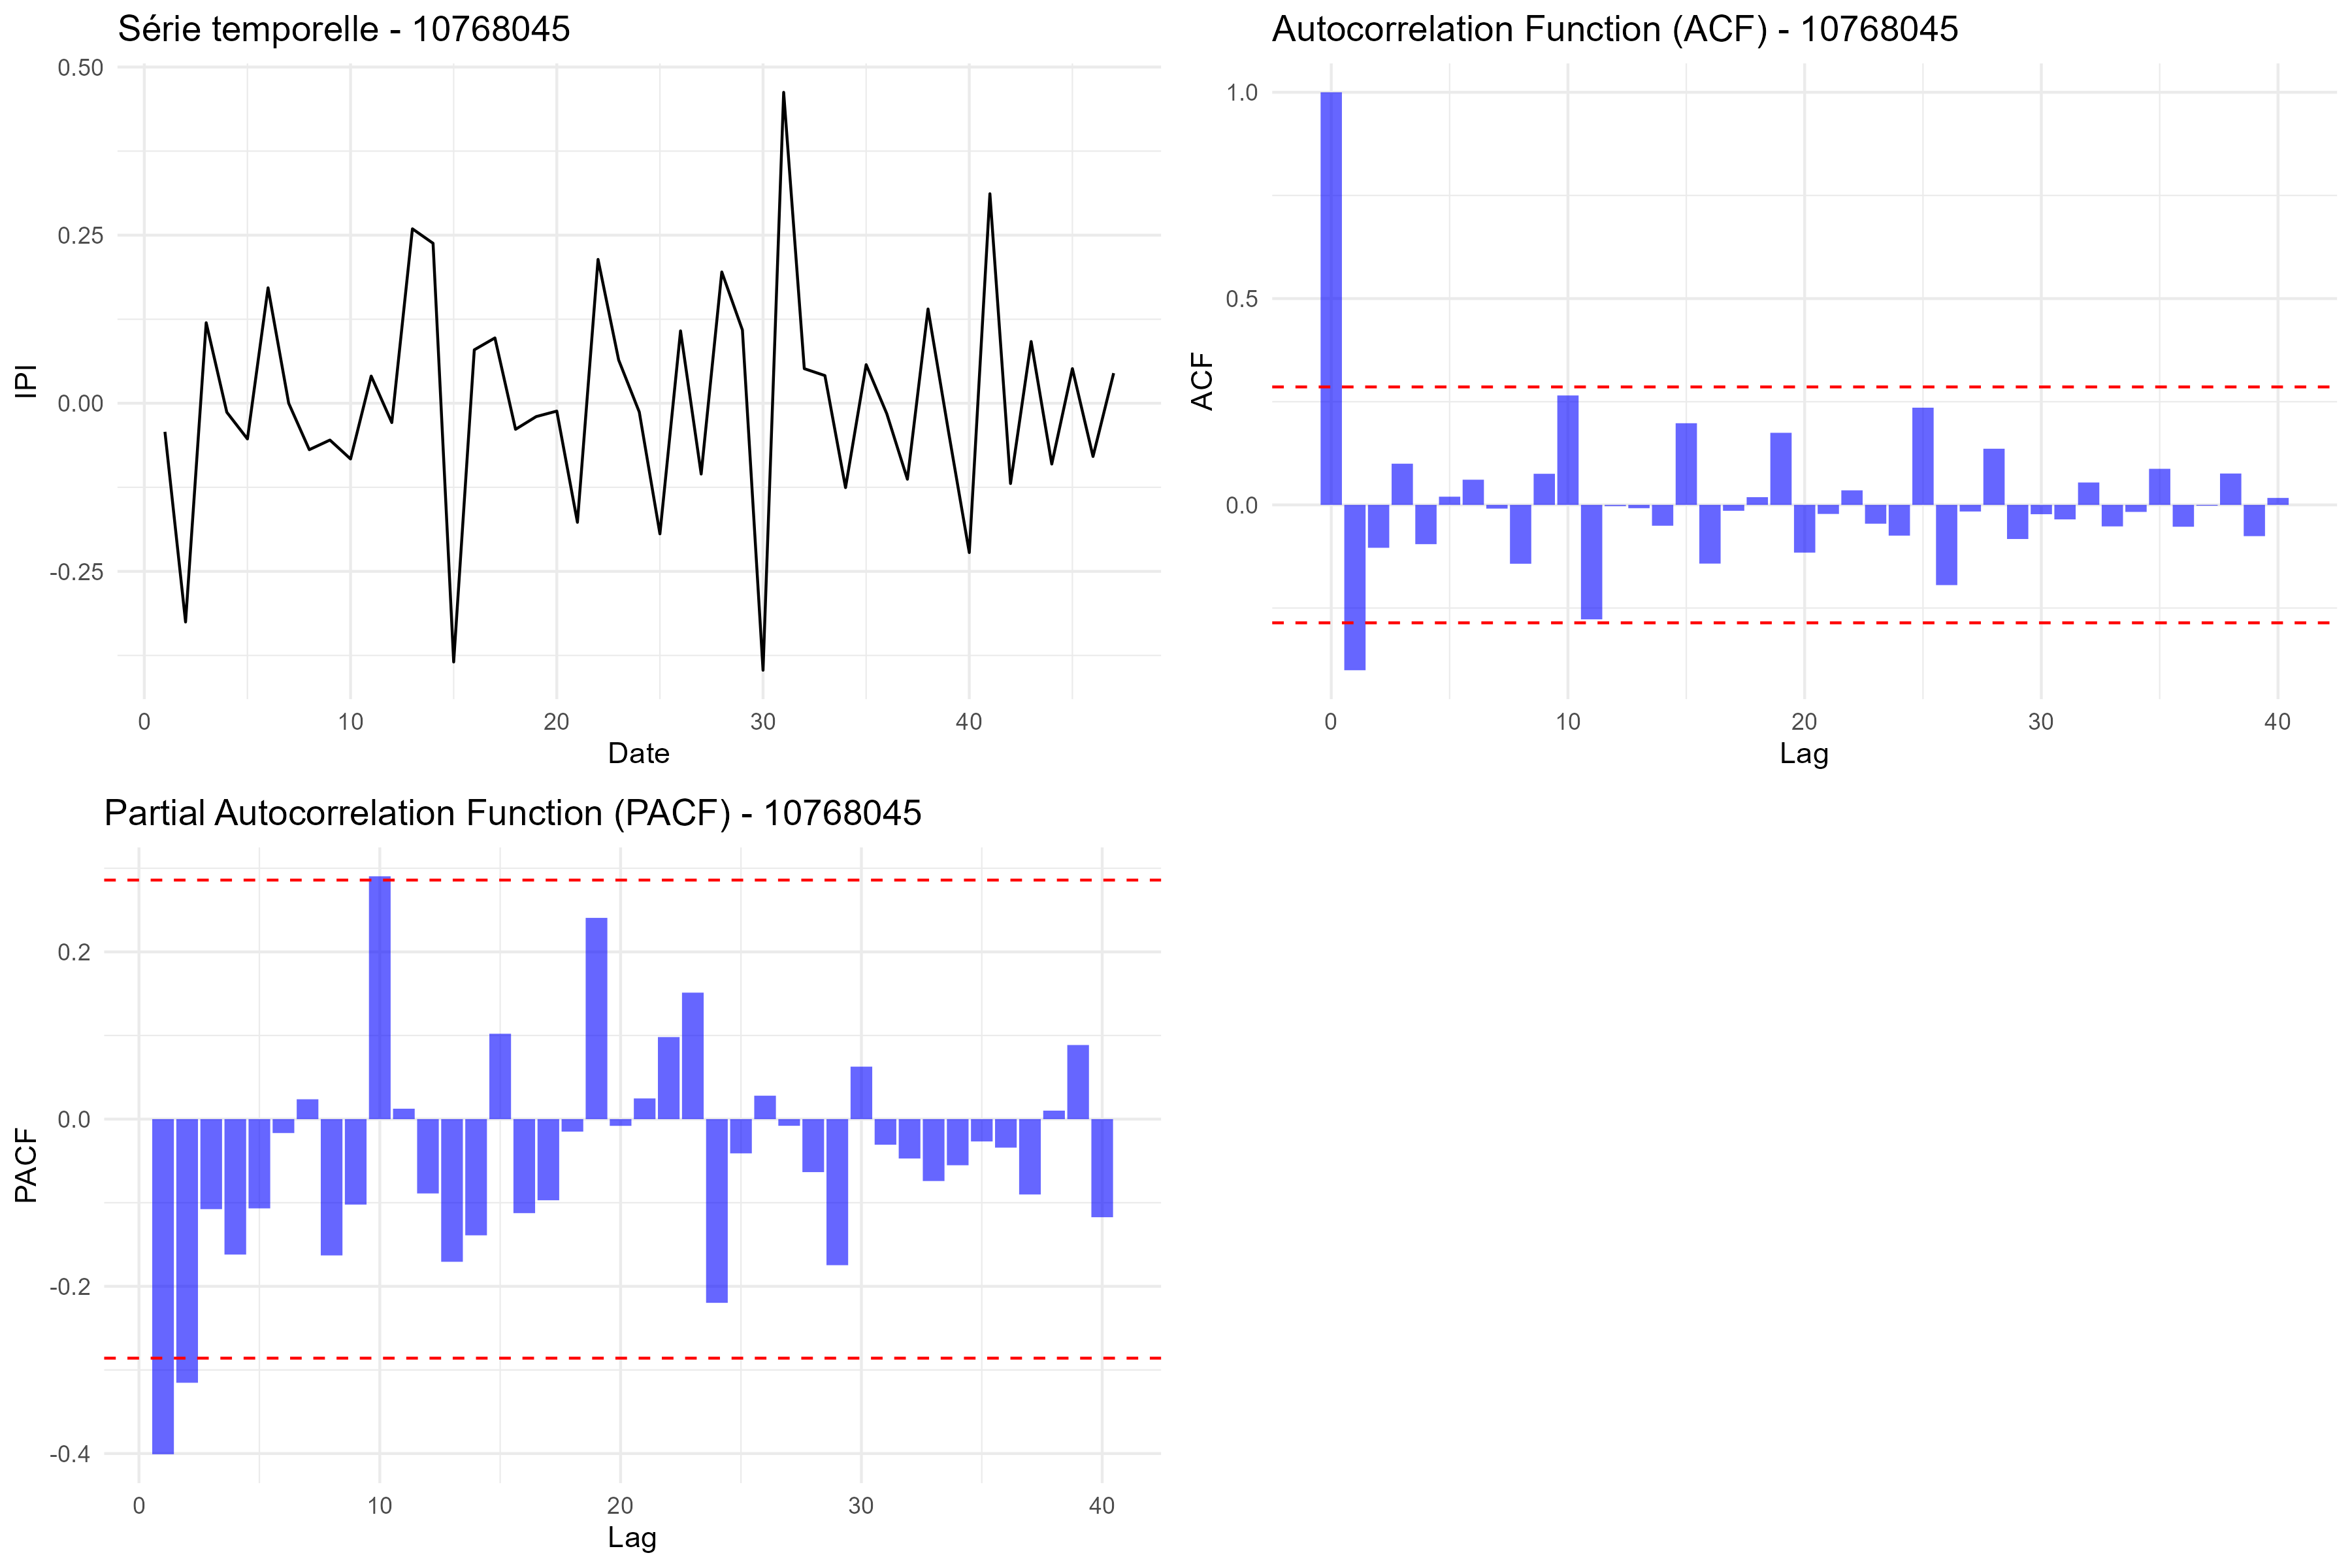 Série temporelle - 10768045
0.50
0.25
0.00
-0.25
IPI
0 10 20 30 40
Date
Autocorrelation Function (ACF) - 10768045
1.0
0.5
0.0
ACF
0 10 20 30 40
Lag
Partial Autocorrelation Function (PACF) - 10768045
0.2
0.0
-0.2
-0.4
PACF
0 10 20 30 40
Lag